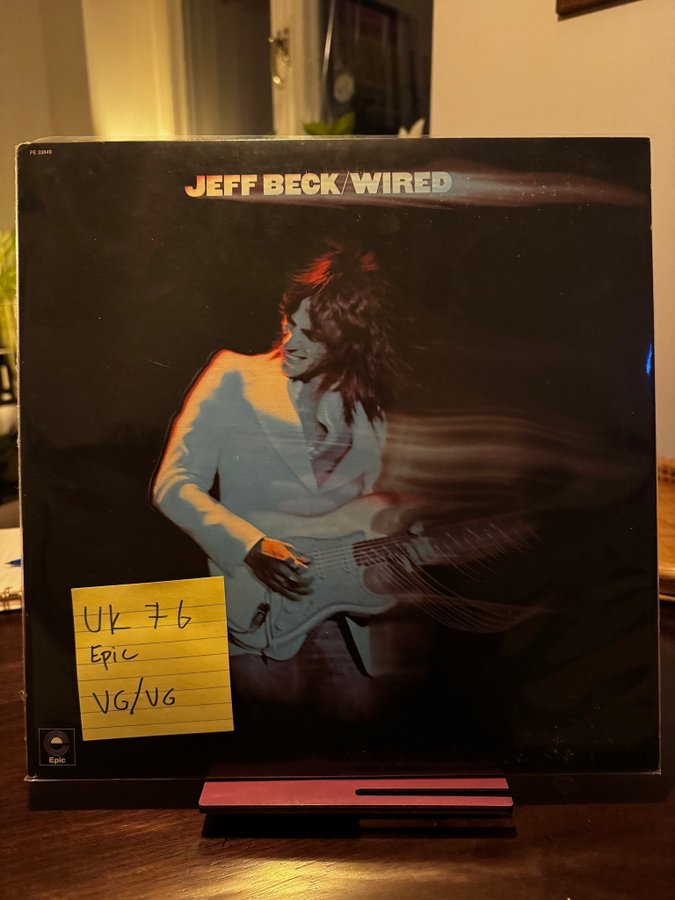 PE 33849
JEFF BECK/WIRED
UK 76
Epic
VG/VG
Epic